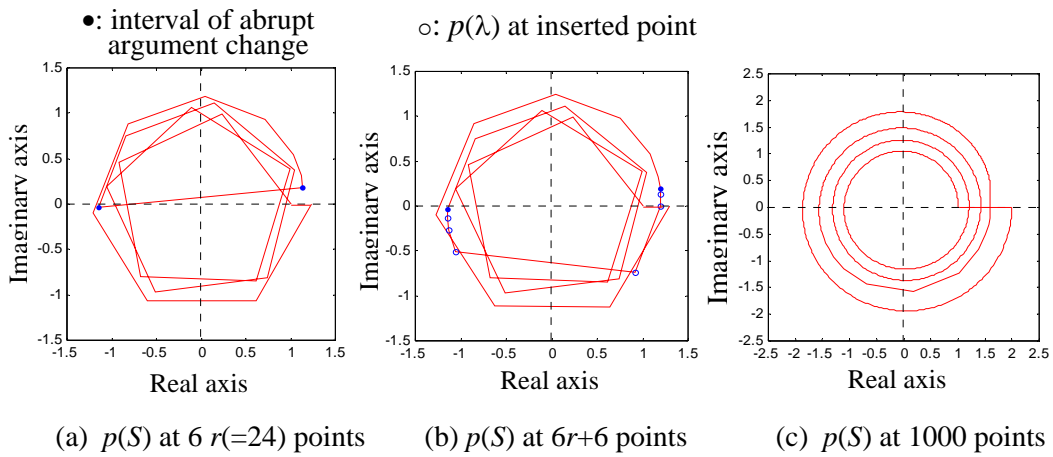 ●: interval of abrupt
argument change
○: p(λ) at inserted point
1.5
1
0.5
0
-0.5
-1
-1.5
-1.5 -1 -0.5 0 0.5 1 1.5
Imaginary axis
Real axis
(a) p(S) at 6 r(=24) points
1.5
1
0.5
0
-0.5
-1
-1.5
-1.5 -1 -0.5 0 0.5 1 1.5
Imaginary axis
Real axis
(b) p(S) at 6r+6 points
2.5
2
1.5
1
0.5
0
-0.5
-1
-1.5
-2
-2.5
-2.5 -2 -1.5 -1 -0.5 0 0.5 1 1.5 2 2.5
Imaginary axis
Real axis
(c) p(S) at 1000 points